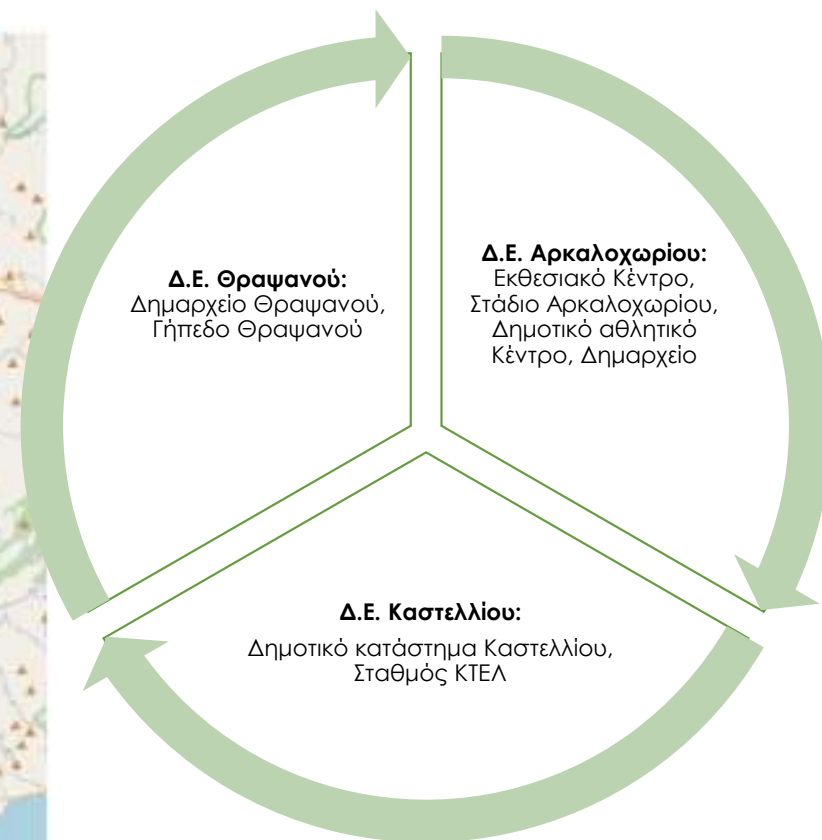 Δ.Ε. Θραψανού:
Δημαρχείο Θραψανού,
Γήπεδο Θραψανού
Δ.Ε. Αρκαλοχωρίου:
Εκθεσιακό Κέντρο,
Στάδιο Αρκαλοχωρίου,
Δημοτικό αθλητικό
Κέντρο, Δημαρχείο
Δ.Ε. Καστελλίου:
Δημοτικό κατάστημα Καστελλίου,
Σταθμός ΚΤΕΛ